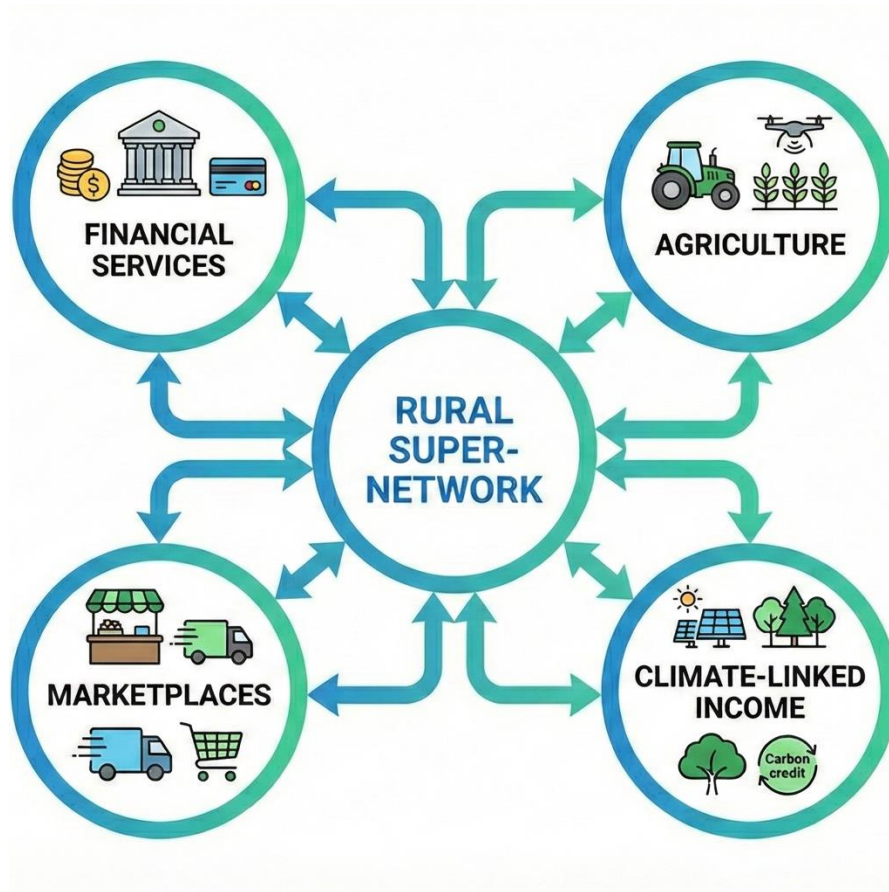 $
FINANCIAL
SERVICES
AGRICULTURE
RURAL
SUPER-
NETWORK
MARKETPLACES
CLIMATE-LINKED
INCOME
Carbon
credit